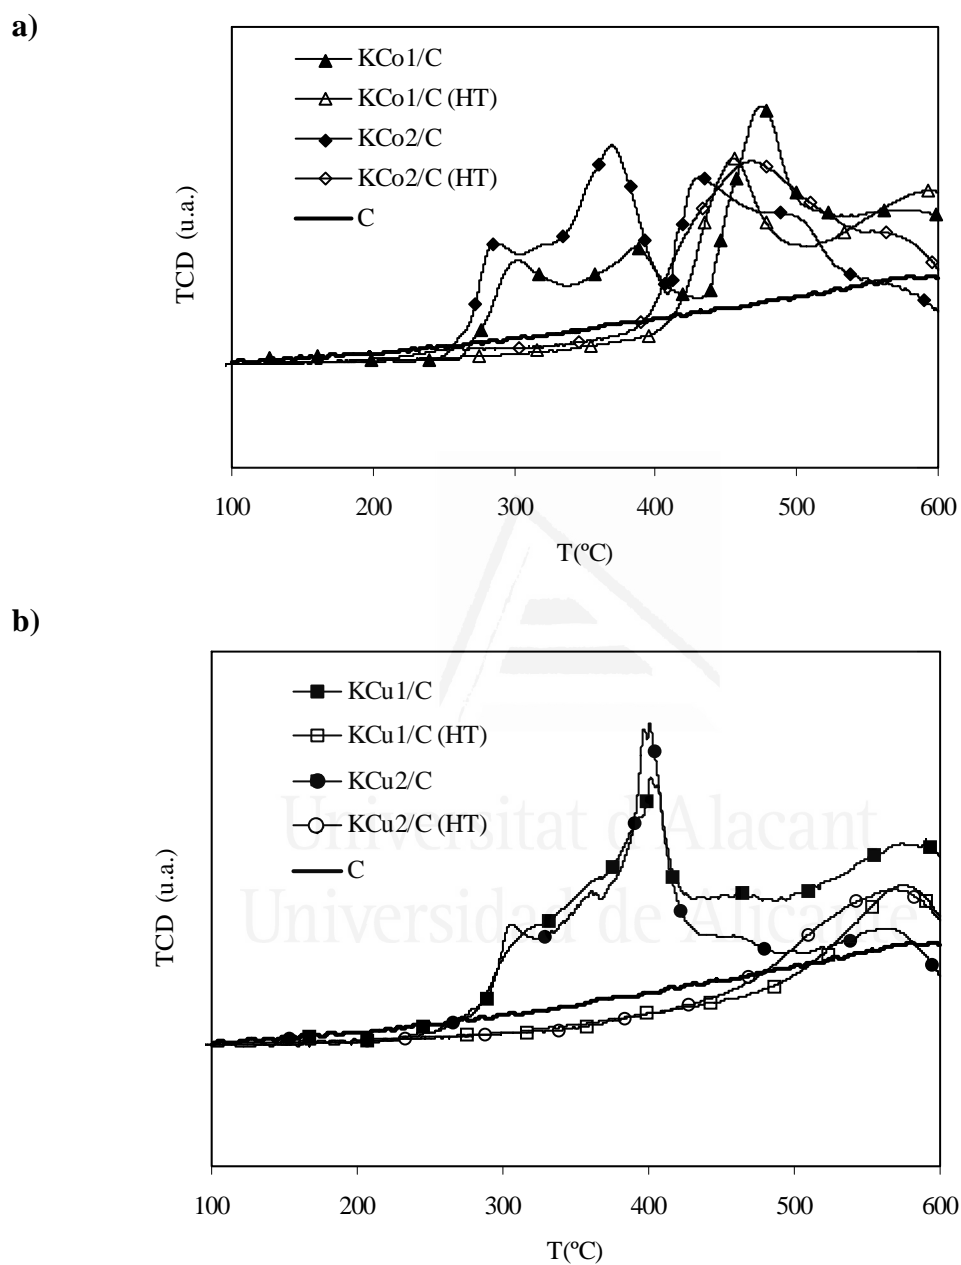 a)
KCo1/C
KCo1/C (HT)
KCo2/C
KCo2/C (HT)
C
TCD (u.a.)
100 200 300 400 500 600
T(ºC)
b)
KCu1/C
KCu1/C (HT)
KCu2/C
KCu2/C (HT)
C
TCD (u.a.)
Universitat d'Alacant
Universidad de Alicante
100 200 300 400 500 600
T(ºC)